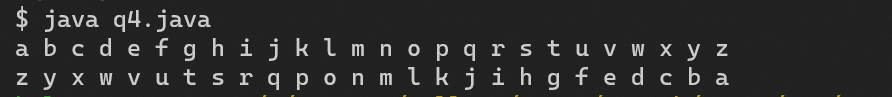 $ java q4.java
a b c d e f g h i j k l m n o p q r s t u v w x y z
z y x w v u t s r q p o n m l k j i h g f e d c b a